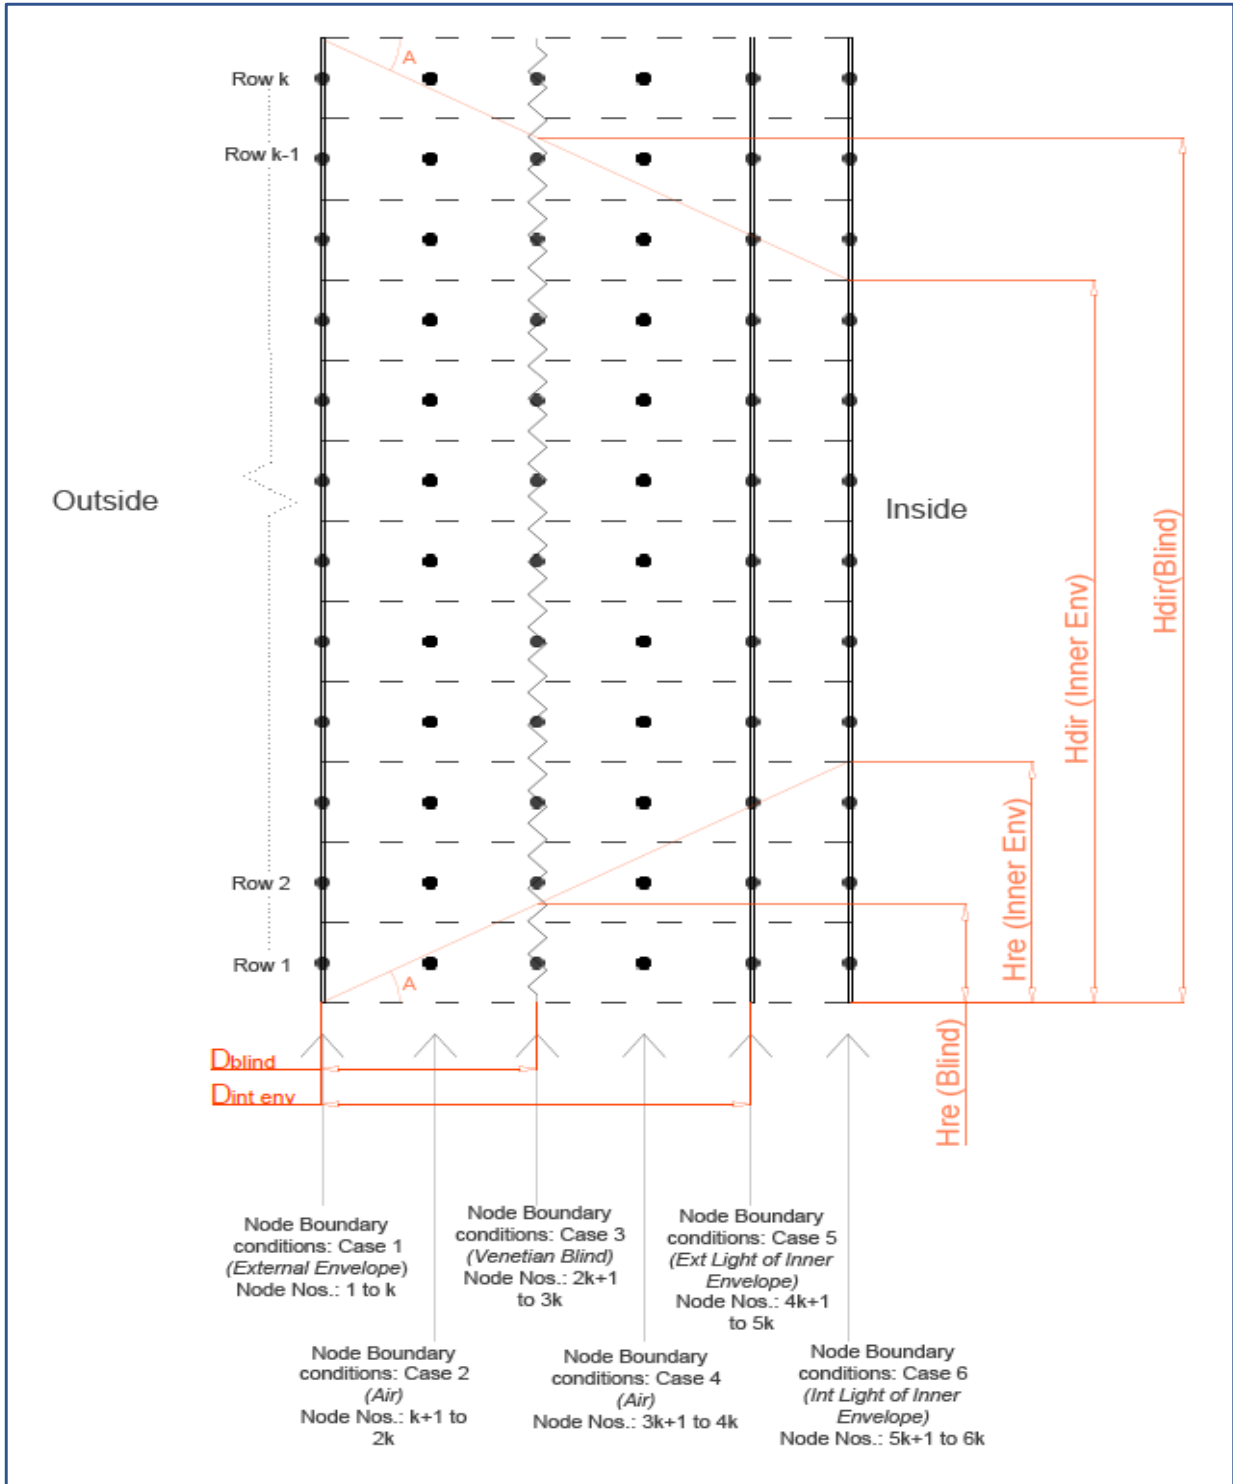 A
Row k
Row k-1
Outside
Inside
Hdir(Blind)
Hdir (Inner Env)
Hre (Inner Env)
Row 2
Row 1
A
Hre (Blind)
Dblind
Dint env
Node Boundary
conditions: Case 1
(External Envelope)
Node Nos.: 1 to k
Node Boundary
conditions: Case 3
(Venetian Blind)
Node Nos.: 2k+1
to 3k
Node Boundary
conditions: Case 5
(Ext Light of Inner
Envelope)
Node Nos.: 4k+1
to 5k
Node Boundary
conditions: Case 2
(Air)
Node Nos.: k+1 to
2k
Node Boundary
conditions: Case 4
(Air)
Node Nos.: 3k+1 to 4k
Node Boundary
conditions: Case 6
(Int Light of Inner
Envelope)
Node Nos.: 5k+1 to 6k